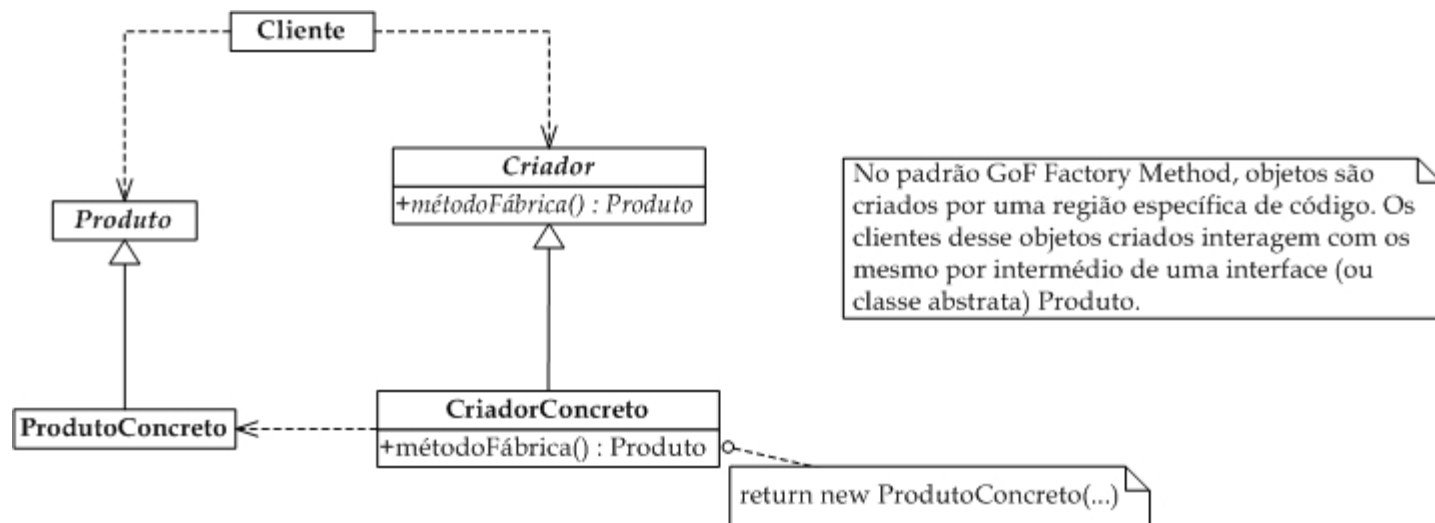 Cliente
Criador
+métodoFábrica() : Produto
Produto
No padrão GoF Factory Method, objetos são
criados por uma região específica de código. Os
clientes desse objetos criados interagem com os
mesmo por intermédio de uma interface (ou
classe abstrata) Produto.
ProdutoConcreto
CriadorConcreto
+métodoFábrica() : Produto
return new ProdutoConcreto(...)